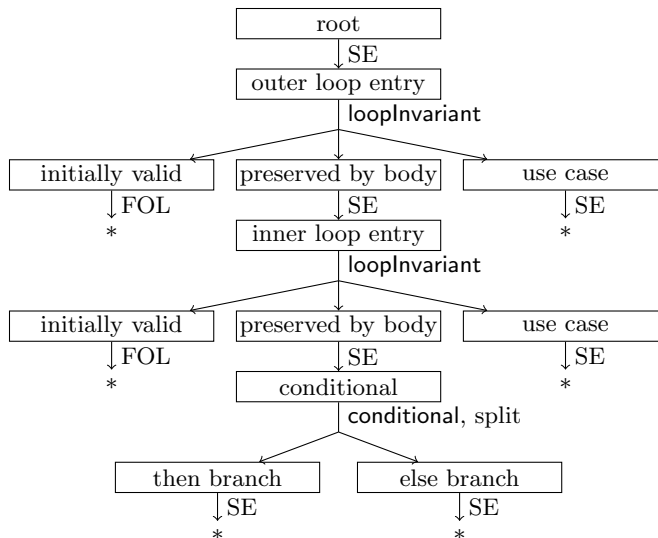 root
SE
outer loop entry
loopInvariant
initially valid preserved by body use case
FOL SE SE
* inner loop entry *
loopInvariant
initially valid preserved by body use case
FOL SE SE
* conditional *
conditional, split
then branch else branch
SE SE
* *